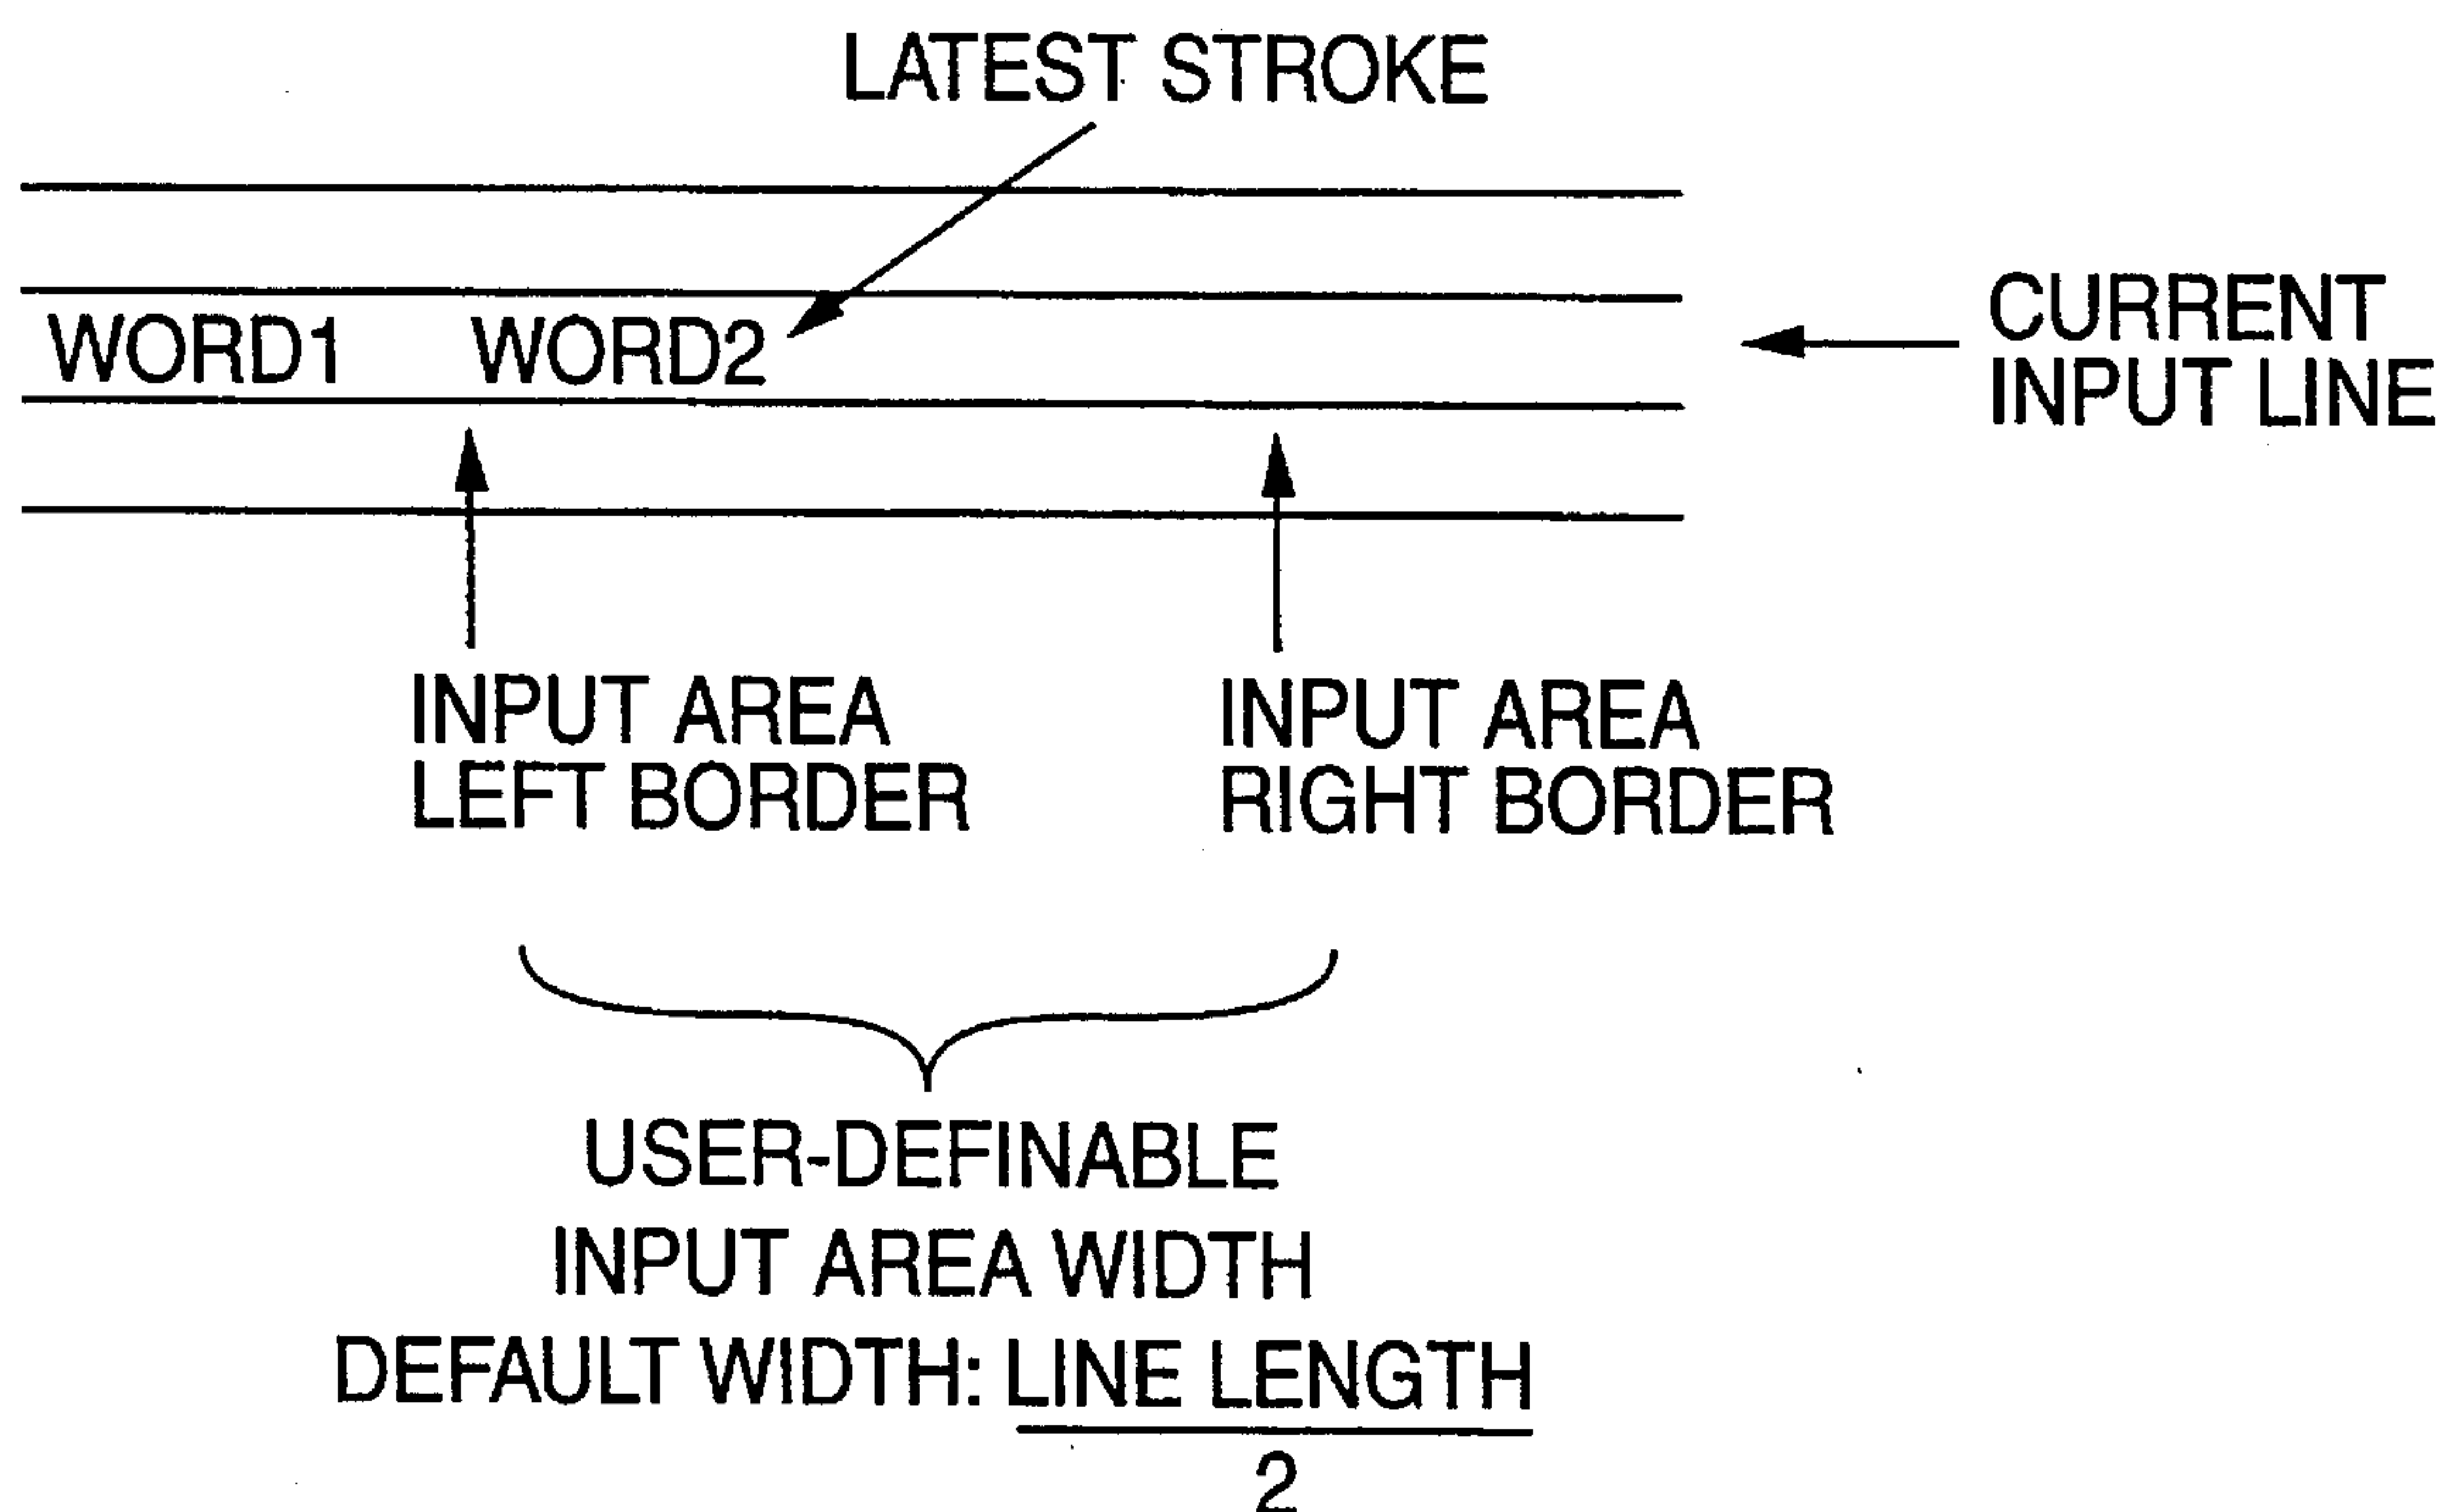 LATEST STROKE
WORD1 WORD2
CURRENT
INPUT LINE
INPUT AREA
LEFT BORDER
INPUT AREA
RIGHT BORDER
USER-DEFINABLE
INPUT AREA WIDTH
DEFAULT WIDTH: LINE LENGTH
2